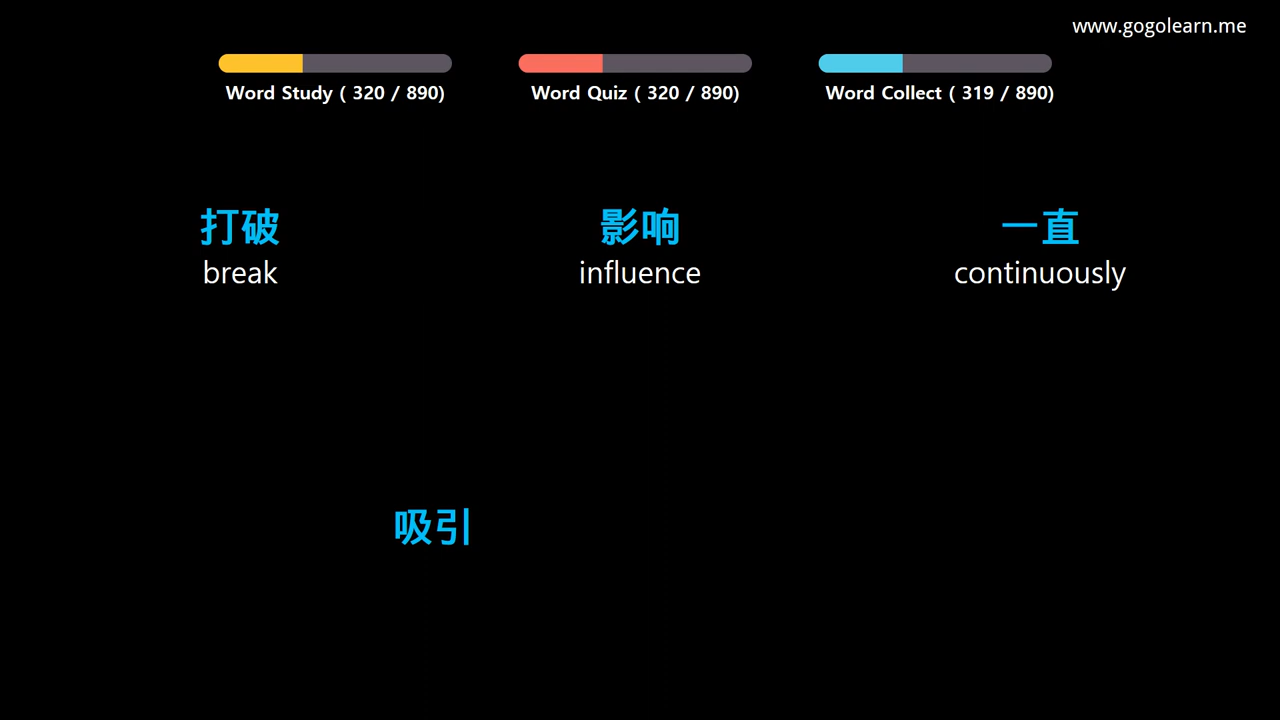 www.gogolearn.me
Word Study ( 320 / 890)
Word Quiz ( 320 / 890)
Word Collect ( 319 / 890)
打破
影响
一直
break
influence
continuously
吸引